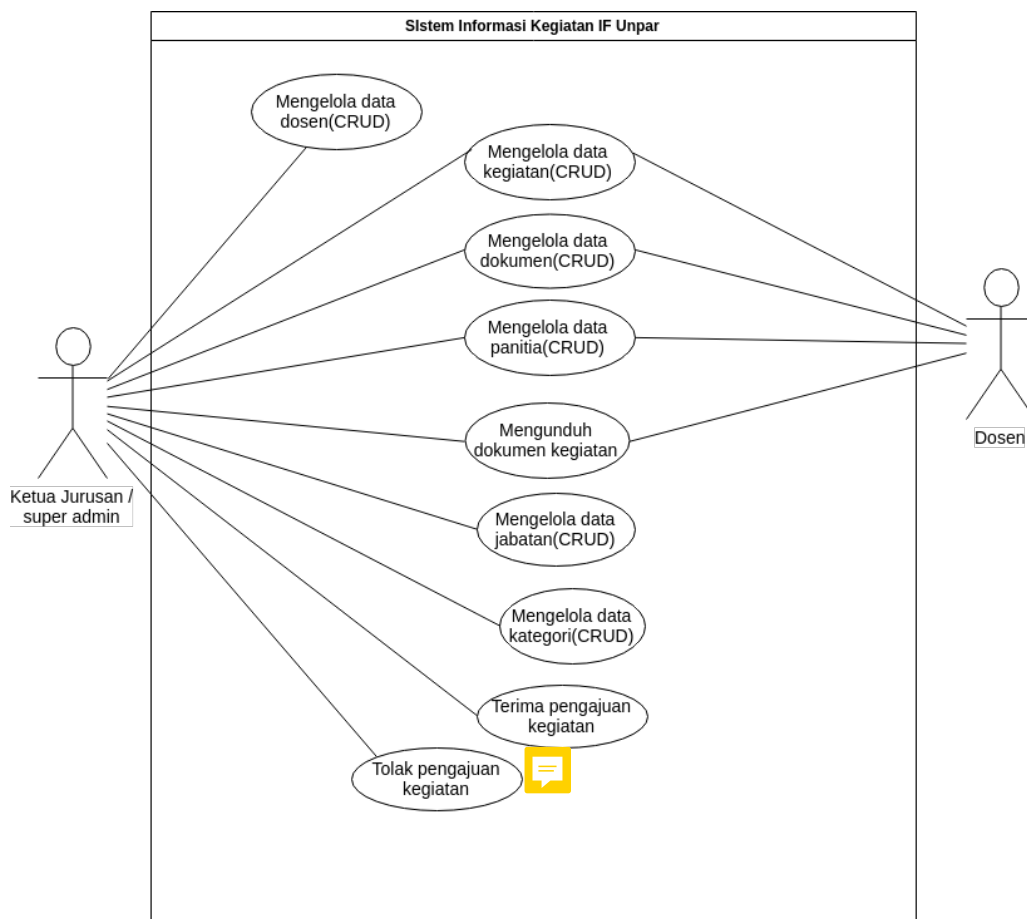 SIstem Informasi Kegiatan IF Unpar
Mengelola data
dosen(CRUD)
Mengelola data
kegiatan(CRUD)
Mengelola data
dokumen(CRUD)
Mengelola data
panitia(CRUD)
Mengunduh
dokumen kegiatan
Mengelola data
jabatan(CRUD)
Mengelola data
kategori(CRUD)
Terima pengajuan
kegiatan
Tolak pengajuan
kegiatan
Ketua Jurusan /
super admin
Dosen